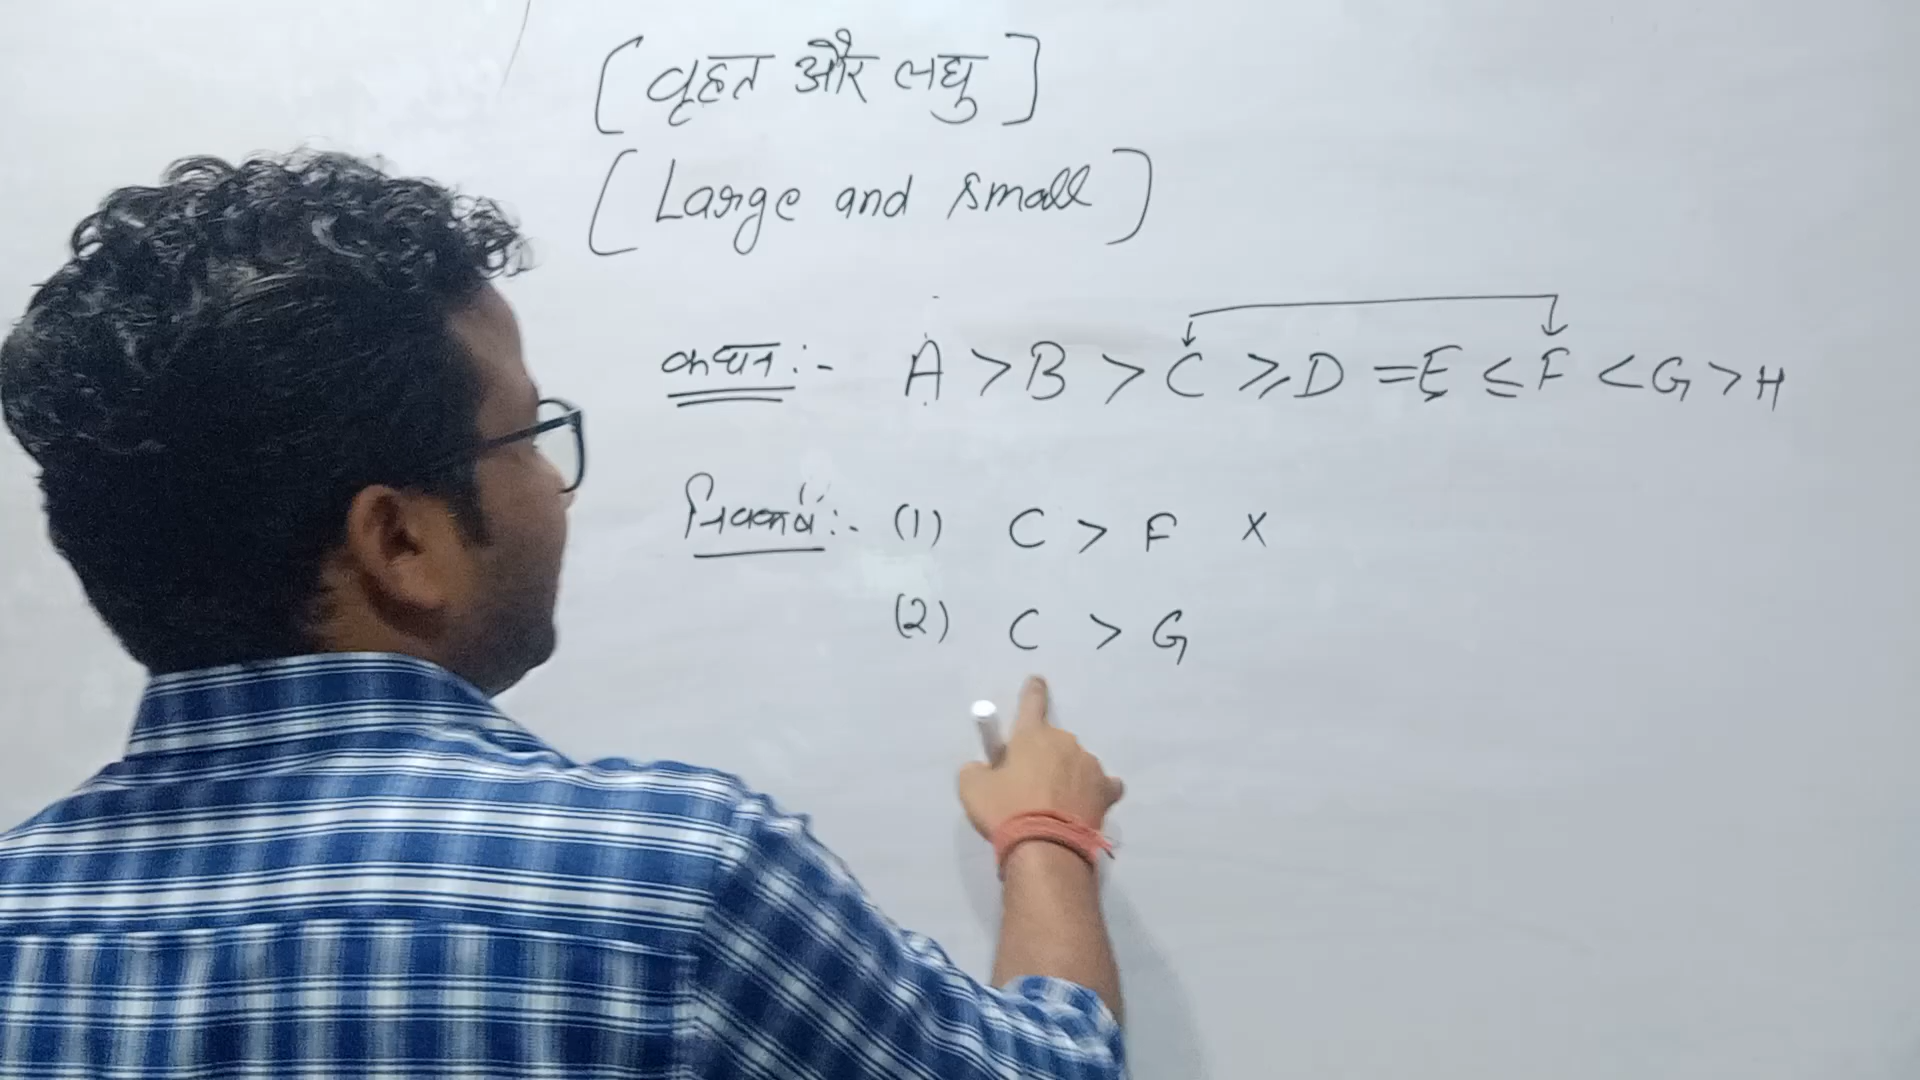 [वृहत और लघु]
[Large and small]
कथन :- A > B > C ≥ D = E ≤ F < G > H
निष्कर्ष :- (1) C > F X
(2) C > G